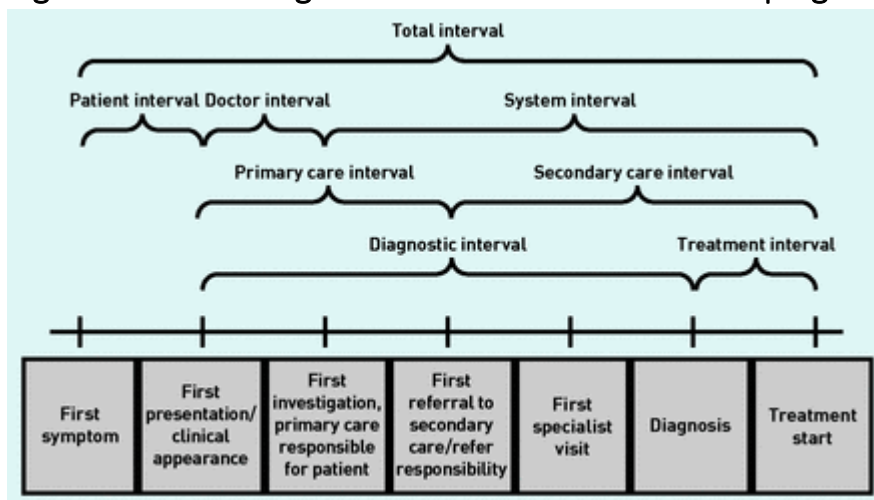 Total interval
Patient interval Doctor interval System interval
Primary care interval Secondary care interval
Diagnostic interval Treatment interval
First
symptom
First
presentation/
clinical
appearance
First
investigation,
primary care
responsible
for patient
First
referral to
secondary
care/refer
responsibility
First
specialist
visit
Diagnosis
Treatment
start